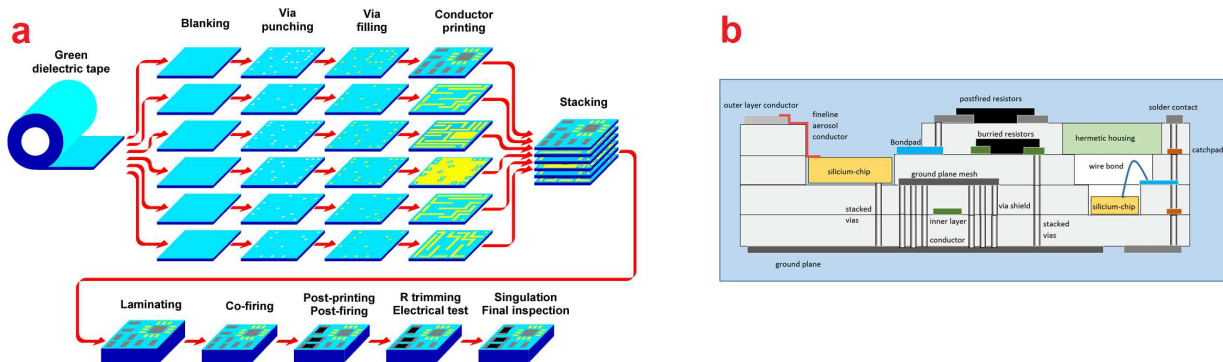 a
Green
dielectric tape
Blanking
Via
punching
Via
filling
Conductor
printing
Stacking
Laminating
Co-firing
Post-printing
Post-firing
R trimming
Electrical test
Singulation
Final inspection
b
outer layer conductor
fineline
aerosol
conductor
postfired resistors
solder contact
burried resistors
Bondpad
hermetic housing
catchpad
silicium-chip
ground plane mesh
wire bond
silicium-chip
stacked
vias
inner layer
conductor
via shield
stacked
vias
ground plane